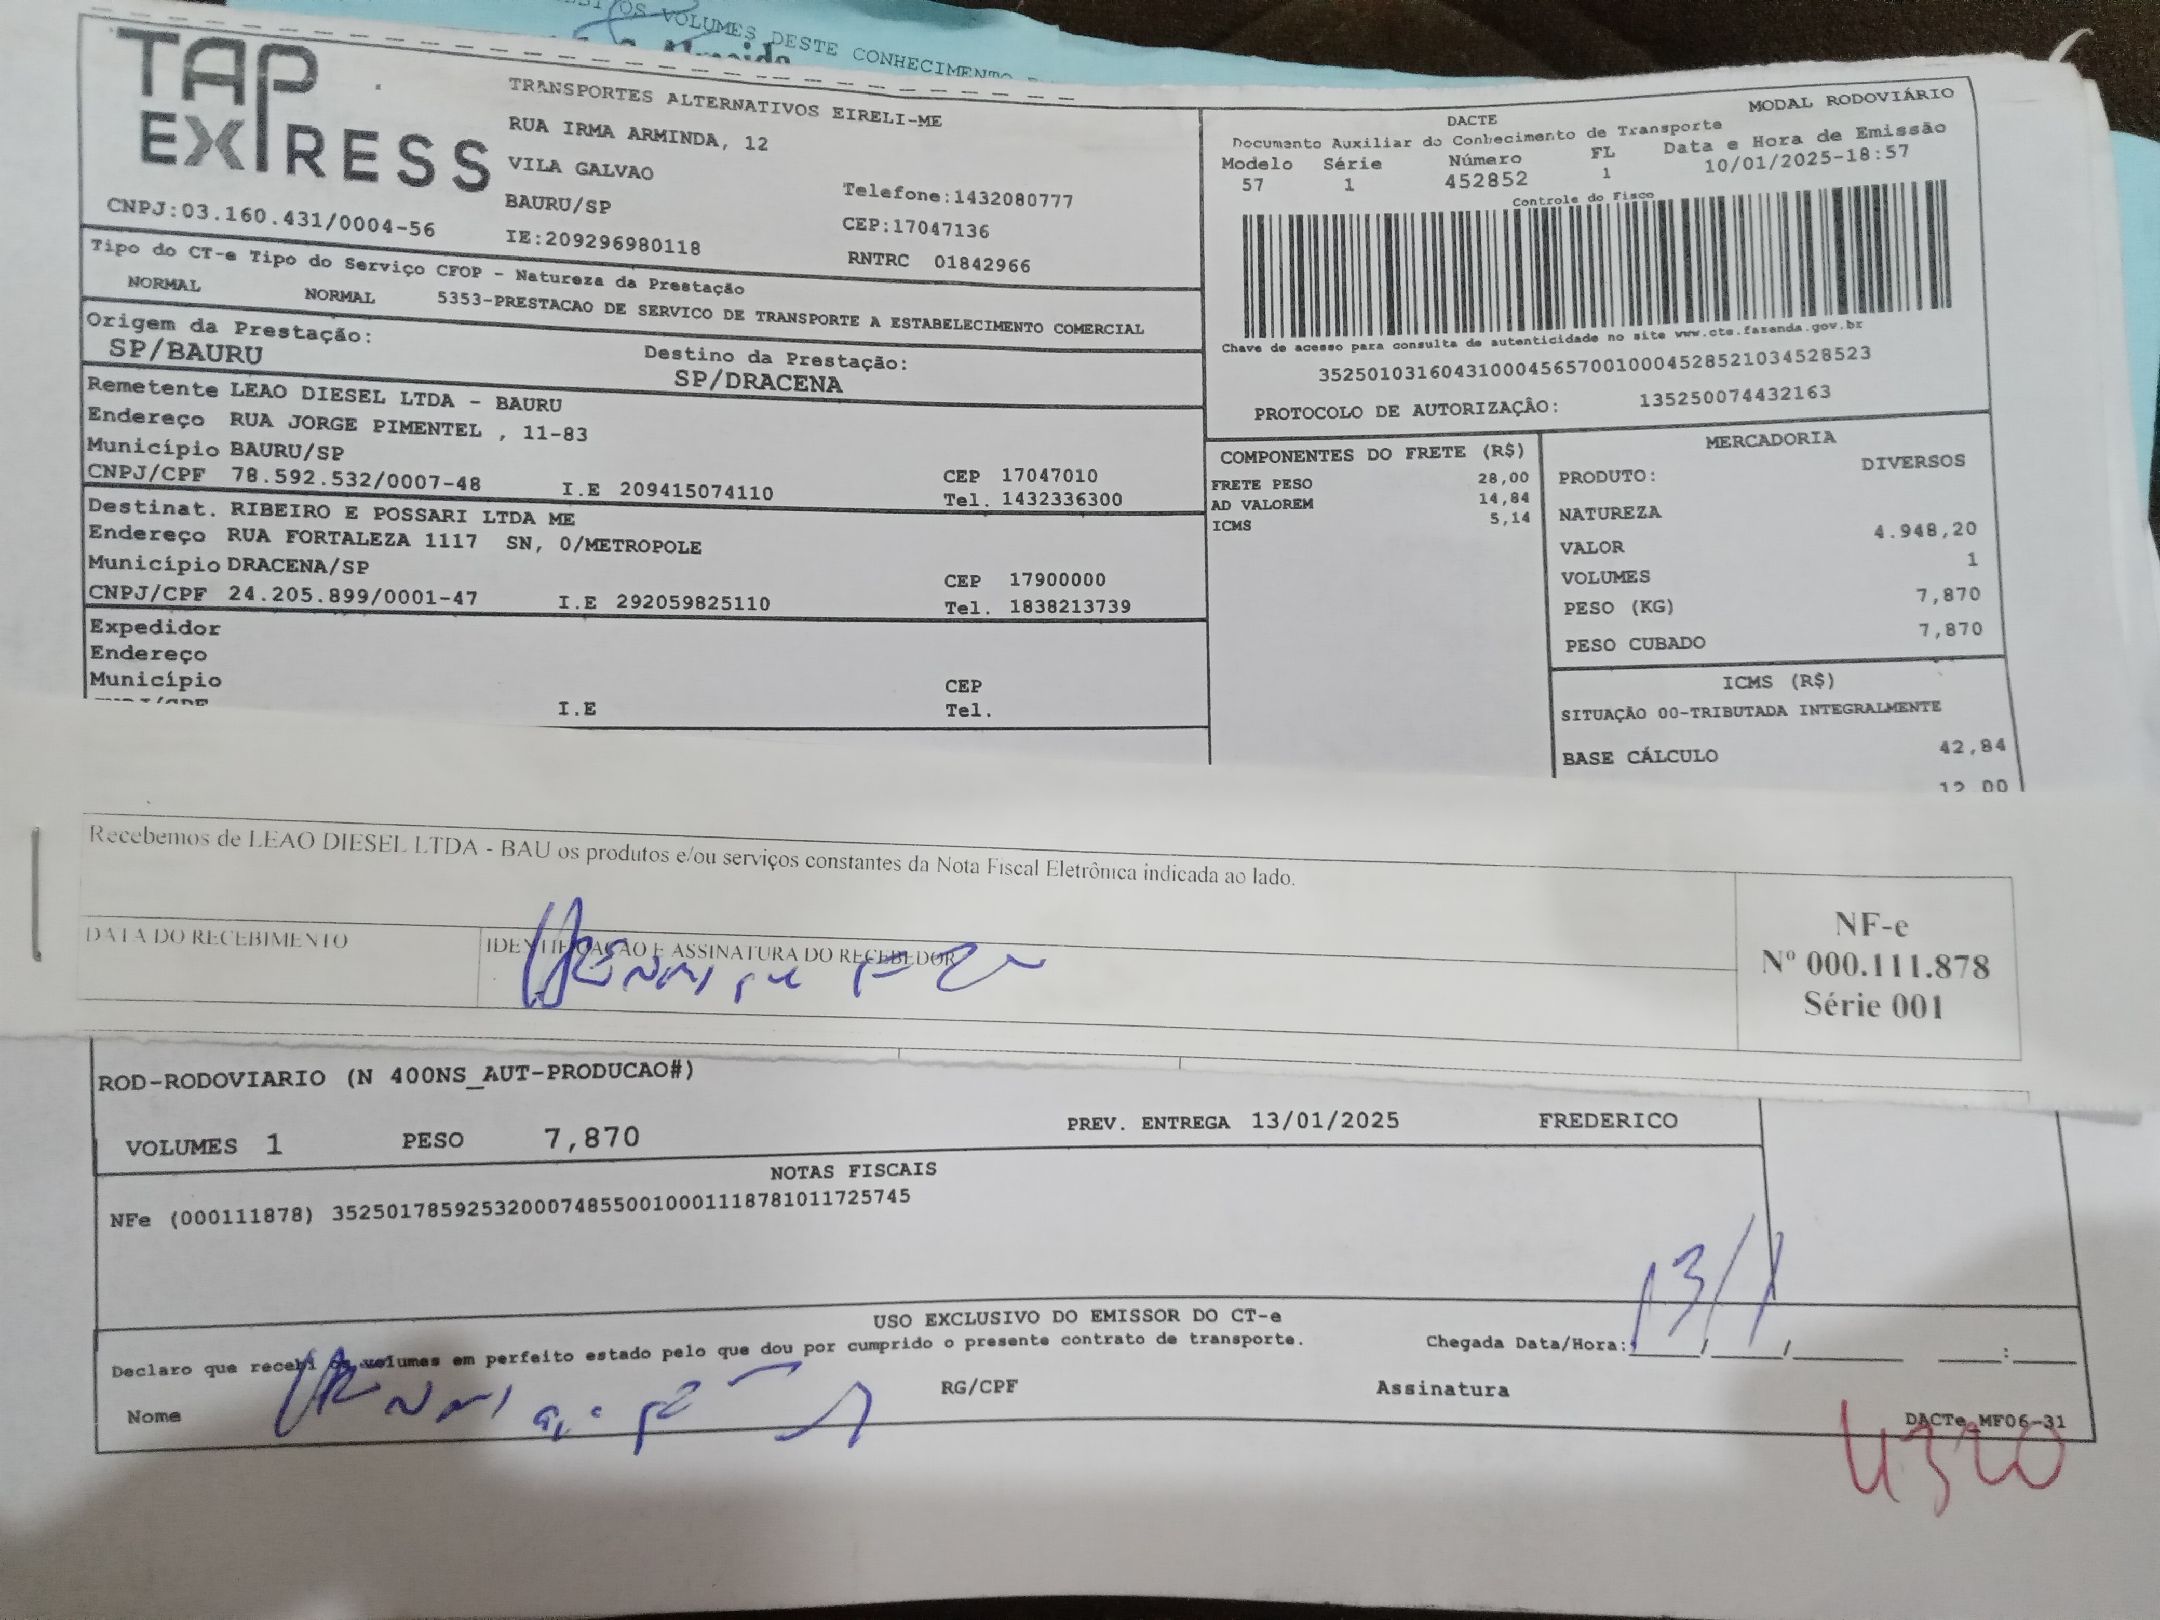 OS VOLUMES DESTE CONHECIMENTO
TAP
EXPRESS
CNPJ:03.160.431/0004-56
TRANSPORTES ALTERNATIVOS EIRELI-ME
RUA IRMA ARMINDA, 12
VILA GALVAO
BAURU/SP
IE:209296980118
Telefone:1432080777
CEP:17047136
RNTRC 01842966
DACTE
MODAL RODOVIÁRIO
Documento Auxiliar do Conhecimento de Transporte
Modelo Série Número FL Data e Hora de Emissão
57 1 452852 1 10/01/2025-18:57
Controle do Fisco
Chave de acesso para consulta de autenticidade no site www.cte.fazenda.gov.br
35250103160431000456570010004528521034528523
PROTOCOLO DE AUTORIZAÇÂO: 135250074432163
Tipo do CT-e Tipo do Serviço CFOP - Natureza da Prestação
NORMAL NORMAL 5353-PRESTACAO DE SERVICO DE TRANSPORTE A ESTABELECIMENTO COMERCIAL
Origem da Prestação: Destino da Prestação:
SP/BAURU SP/DRACENA
Remetente LEAO DIESEL LTDA - BAURU
Endereço RUA JORGE PIMENTEL , 11-83
Município BAURU/SP CEP 17047010
CNPJ/CPF 78.592.532/0007-48 I.E 209415074110 Tel. 1432336300
Destinat. RIBEIRO E POSSARI LTDA ME
Endereço RUA FORTALEZA 1117 SN, 0/METROPOLE
Município DRACENA/SP CEP 17900000
CNPJ/CPF 24.205.899/0001-47 I.E 292059825110 Tel. 1838213739
Expedidor
Endereço
Município CEP
I.E Tel.
COMPONENTES DO FRETE (R$)
FRETE PESO 28,00
AD VALOREM 14,84
ICMS 5,14
MERCADORIA
PRODUTO: DIVERSOS
NATUREZA
VALOR 4.948,20
VOLUMES 1
PESO (KG) 7,870
PESO CUBADO 7,870
ICMS (R$)
SITUAÇÃO 00-TRIBUTADA INTEGRALMENTE
BASE CÁLCULO 42,84
12,00
Recebemos de LEAO DIESEL LTDA - BAU os produtos e/ou serviços constantes da Nota Fiscal Eletrônica indicada ao lado.
DATA DO RECEBIMENTO
IDENTIFICAÇÃO E ASSINATURA DO RECEBEDOR
NF-e
Nº 000.111.878
Série 001
ROD-RODOVIARIO (N 400NS_AUT-PRODUCAO#)
VOLUMES 1 PESO 7,870 PREV. ENTREGA 13/01/2025 FREDERICO
NOTAS FISCAIS
NFe (000111878) 35250178592532000748550010001118781011725745
USO EXCLUSIVO DO EMISSOR DO CT-e
Declaro que recebi os volumes em perfeito estado pelo que dou por cumprido o presente contrato de transporte.
Chegada Data/Hora: 13/1
Nome RG/CPF Assinatura
DACTe MF06-31
4320